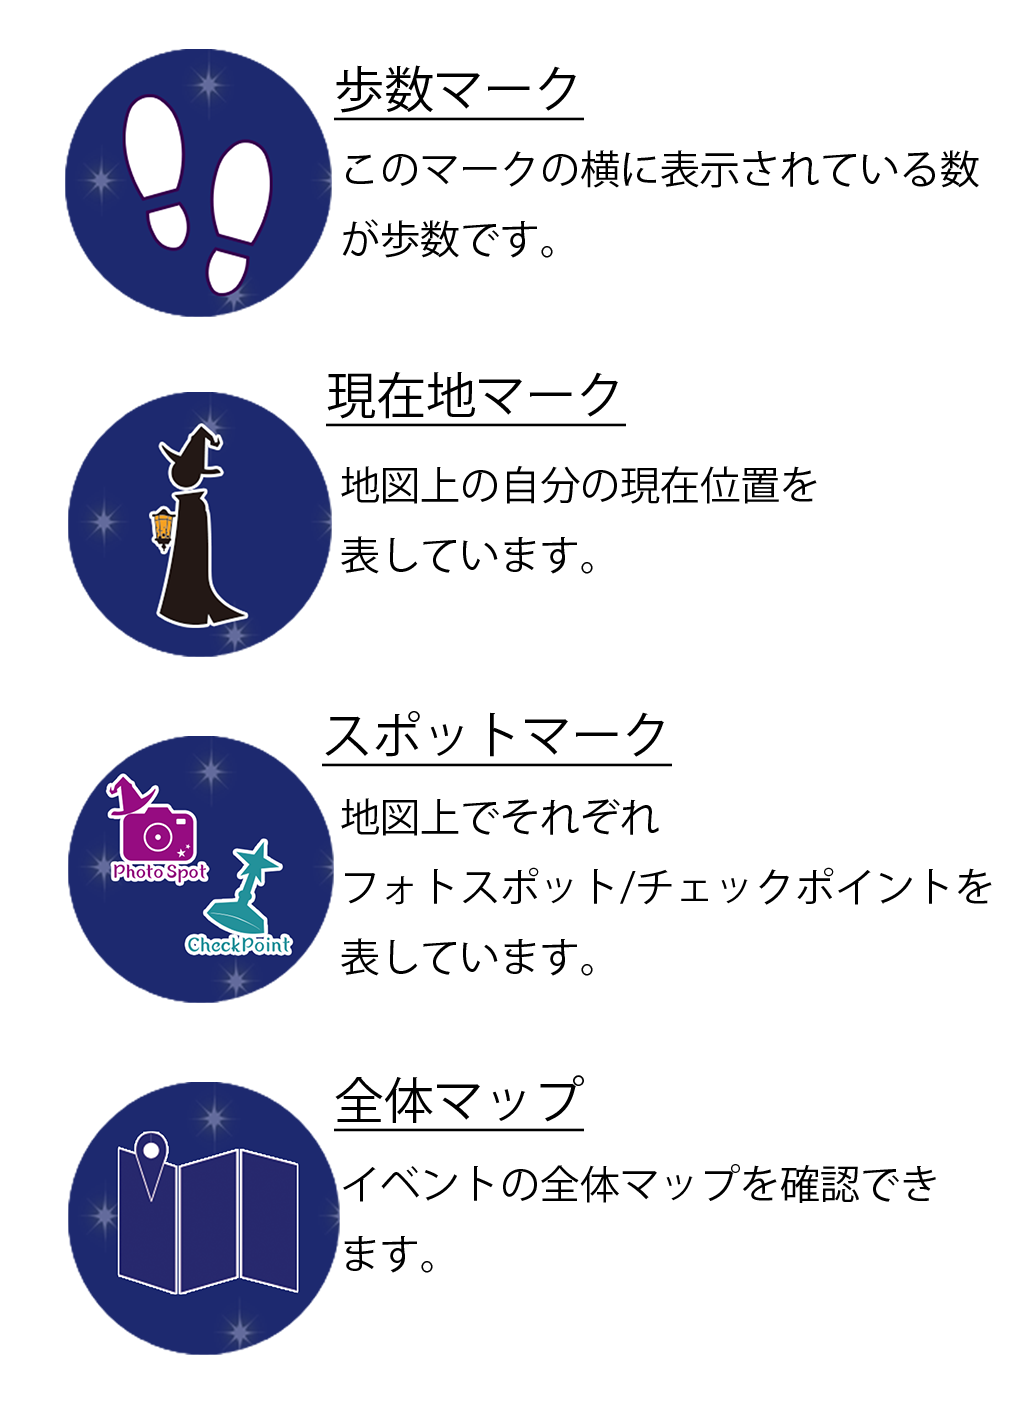 歩数マーク
このマークの横に表示されている数
が歩数です。
現在地マーク
地図上の自分の現在位置を
表しています。
スポットマーク
地図上でそれぞれ
フォトスポット/チェックポイントを
表しています。
Photo Spot
CheckPoint
全体マップ
イベントの全体マップを確認でき
ます。